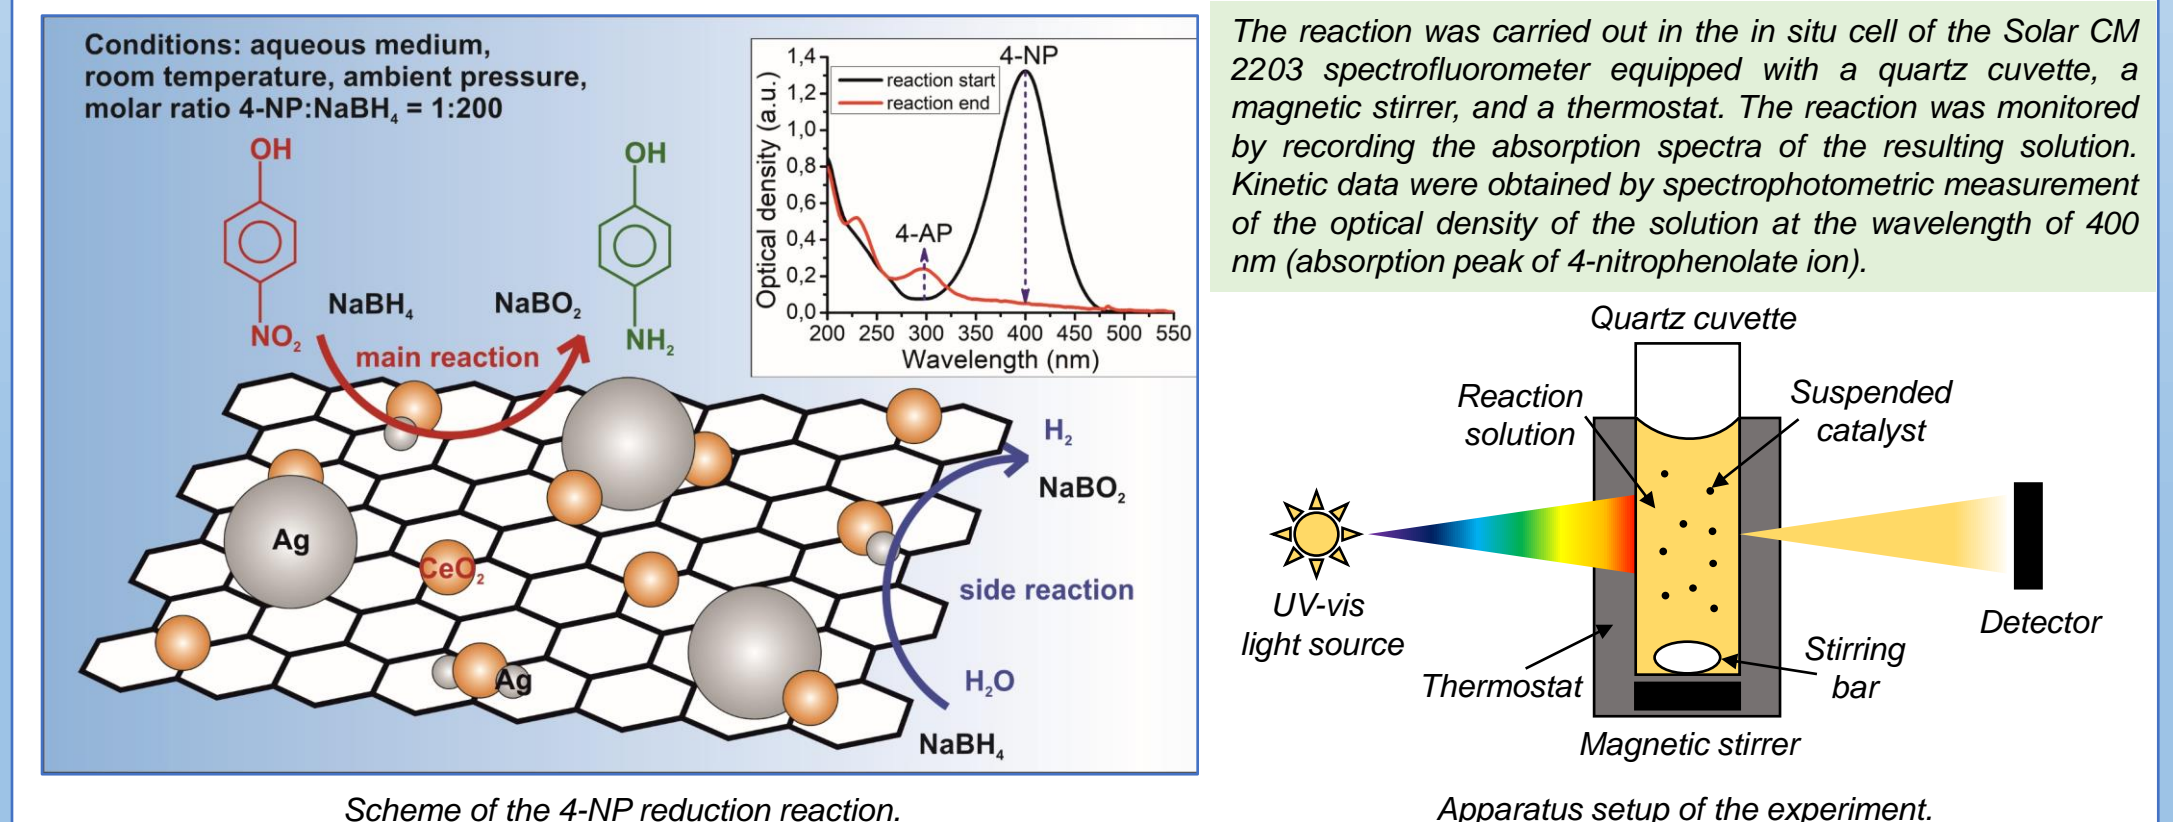 Conditions: aqueous medium,
room temperature, ambient pressure,
molar ratio 4-NP:NaBH₄ = 1:200
OH
NO₂
NaBH₄
NaBO₂
main reaction
OH
NH₂
1,4
1,2
1,0
0,8
0,6
0,4
0,2
0,0
Optical density (a.u.)
reaction start
reaction end
4-NP
4-AP
200 250 300 350 400 450 500 550
Wavelength (nm)
Ag
CeO₂
Ag
H₂
NaBO₂
side reaction
H₂O
NaBH₄
Scheme of the 4-NP reduction reaction.
The reaction was carried out in the in situ cell of the Solar CM
2203 spectrofluorometer equipped with a quartz cuvette, a
magnetic stirrer, and a thermostat. The reaction was monitored
by recording the absorption spectra of the resulting solution.
Kinetic data were obtained by spectrophotometric measurement
of the optical density of the solution at the wavelength of 400
nm (absorption peak of 4-nitrophenolate ion).
Quartz cuvette
Reaction
solution
Suspended
catalyst
UV-vis
light source
Detector
Thermostat
Stirring
bar
Magnetic stirrer
Apparatus setup of the experiment.